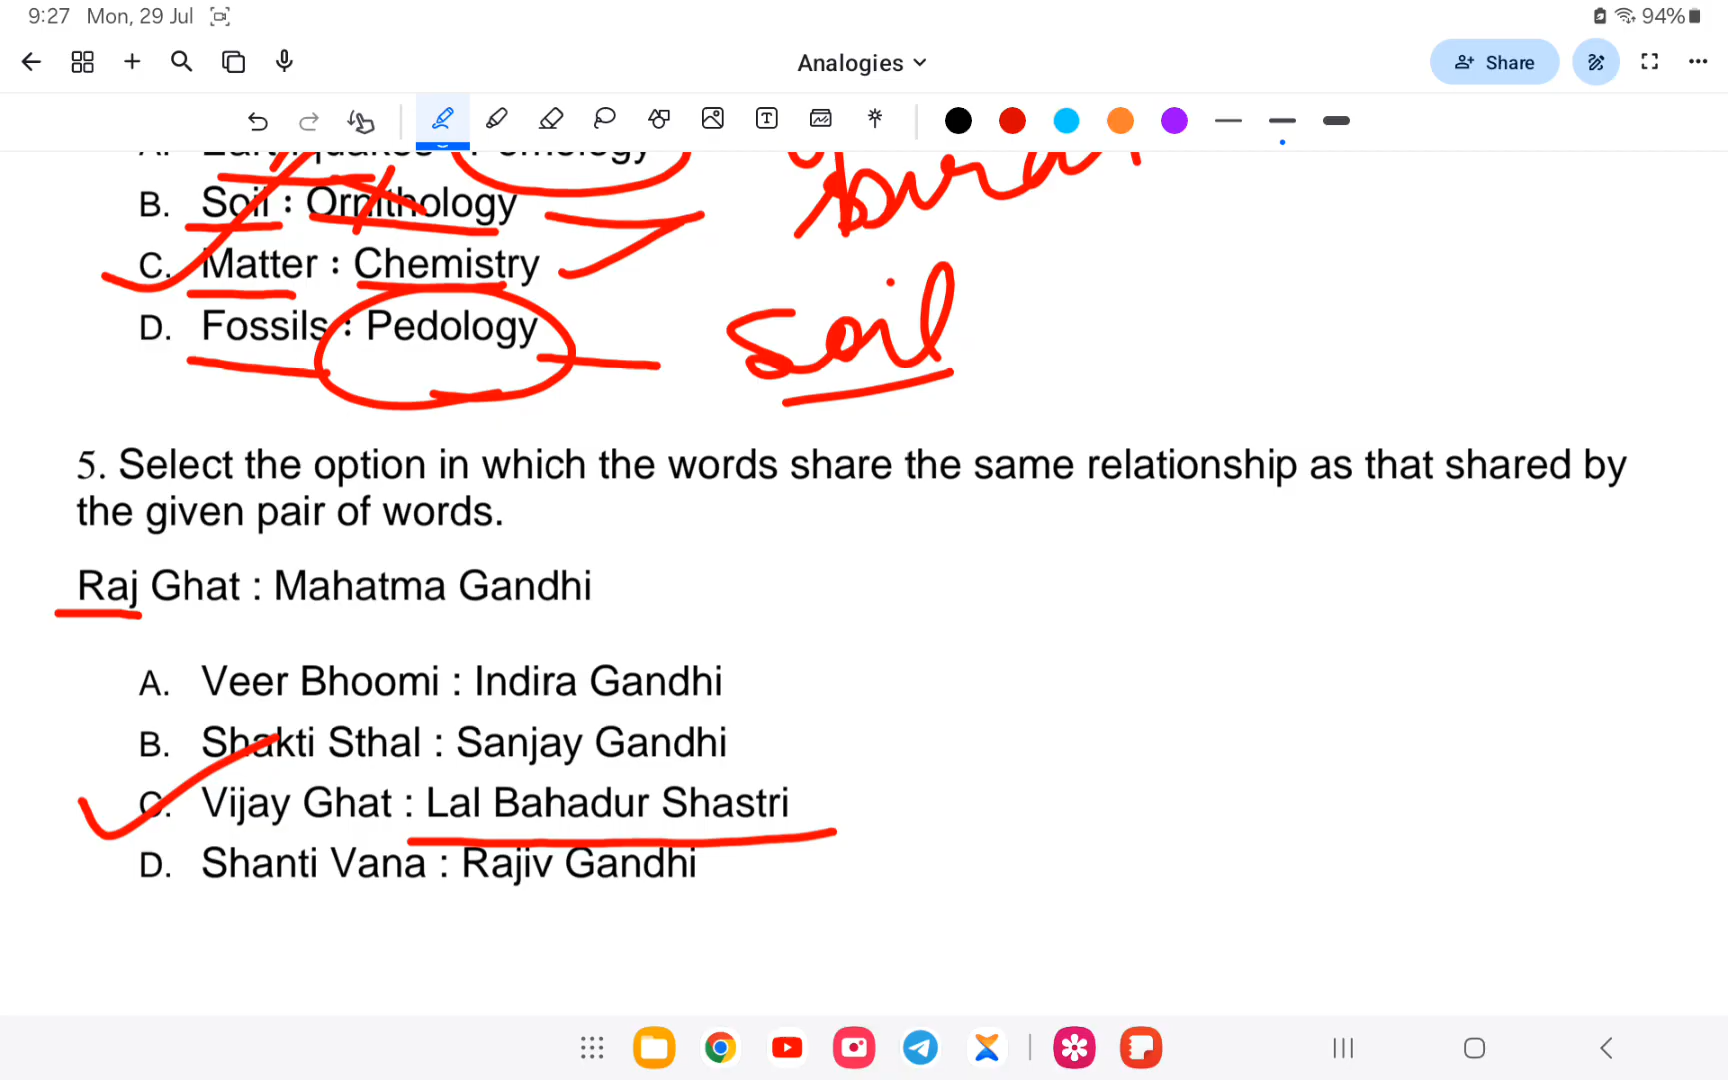 9:27 Mon, 29 Jul 94%
Analogies
Share
A. Earthquakes : Pomology
B. Soil : Ornithology
C. Matter : Chemistry
D. Fossils : Pedology
soil
5. Select the option in which the words share the same relationship as that shared by
the given pair of words.
Raj Ghat : Mahatma Gandhi
A. Veer Bhoomi : Indira Gandhi
B. Shakti Sthal : Sanjay Gandhi
C. Vijay Ghat : Lal Bahadur Shastri
D. Shanti Vana : Rajiv Gandhi